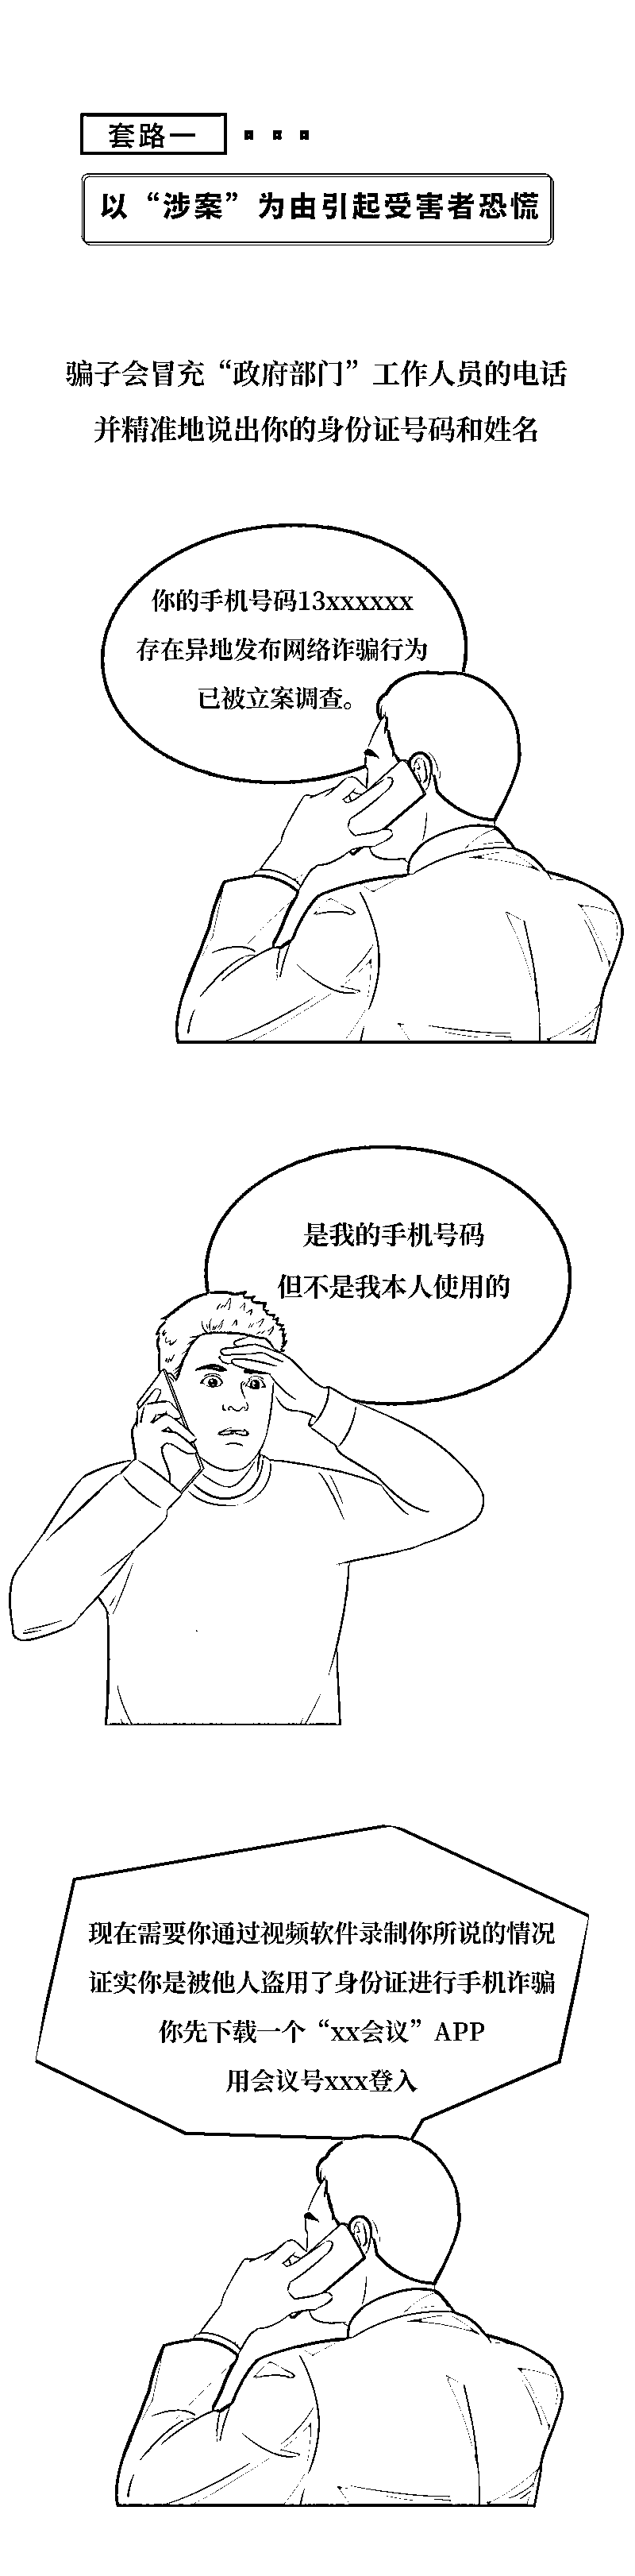 套路一
以“涉案”为由引起受害者恐慌
骗子会冒充“政府部门”工作人员的电话
并精准地说出你的身份证号码和姓名
你的手机号码13xxxxxx
存在异地发布网络诈骗行为
已被立案调查。
是我的手机号码
但不是我本人使用的
现在需要你通过视频软件录制你所说的情况
证实你是被他人盗用了身份证进行手机诈骗
你先下载一个“xx会议”APP
用会议号xxx登入